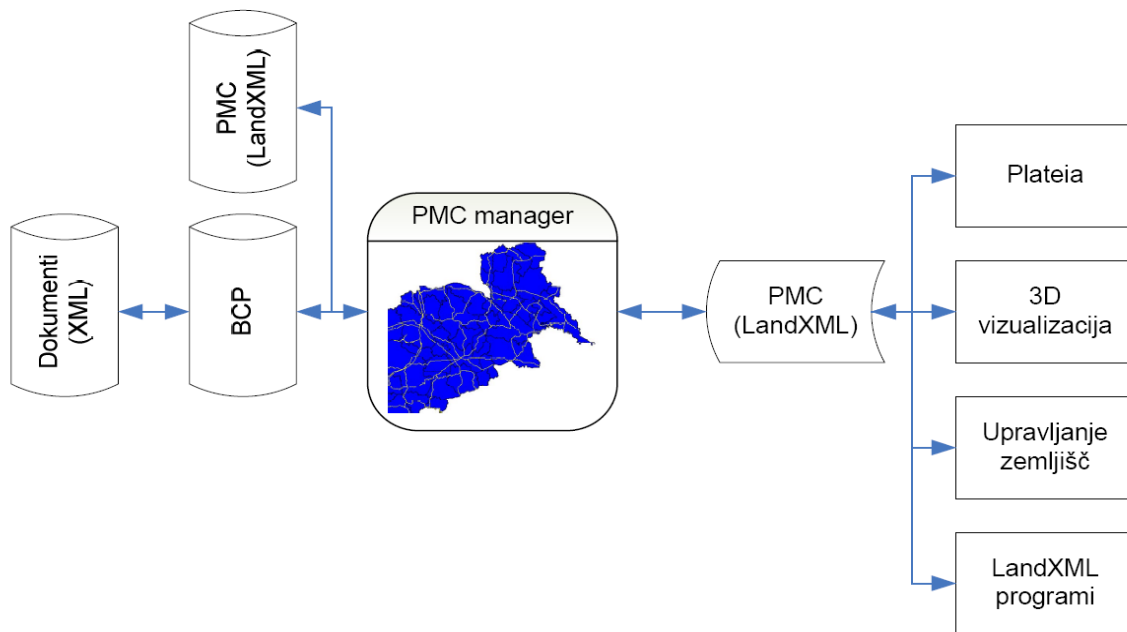 PMC
(LandXML)
Dokumenti
(XML)
BCP
PMC manager
PMC
(LandXML)
Plateia
3D
vizualizacija
Upravljanje
zemljišč
LandXML
programi